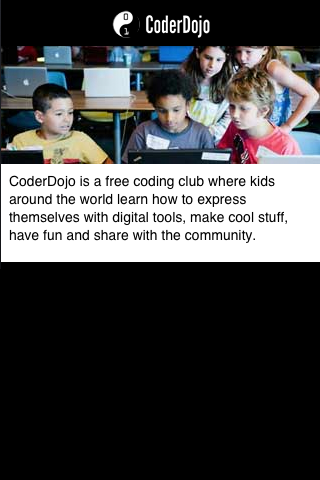 CoderDojo
CoderDojo is a free coding club where kids
around the world learn how to express
themselves with digital tools, make cool stuff,
have fun and share with the community.